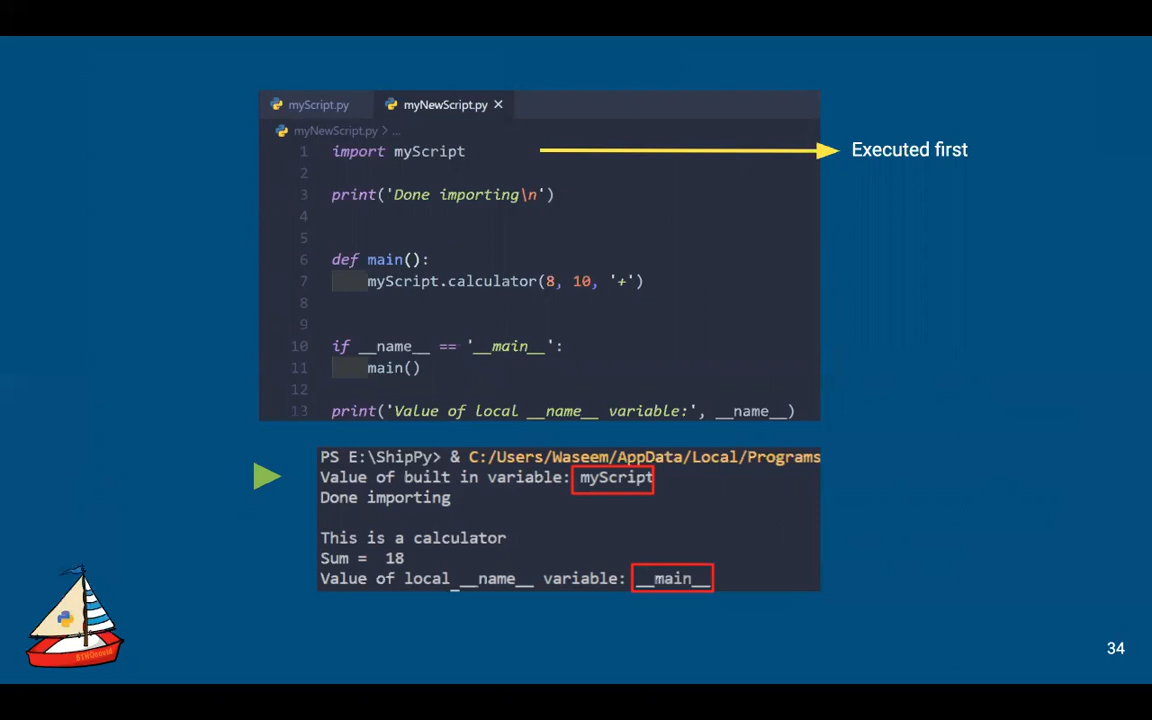 myScript.py myNewScript.py ×
myNewScript.py > ...
1 import myScript
Executed first
2
3 print('Done importing\n')
4
5
6 def main():
7 myScript.calculator(8, 10, '+')
8
9
10 if __name__ == '__main__':
11 main()
12
13 print('Value of local __name__ variable:', __name__)
PS E:\ShipPy> & C:/Users/Waseem/AppData/Local/Programs
Value of built in variable: myScript
Done importing
This is a calculator
Sum = 18
Value of local __name__ variable: __main__
34